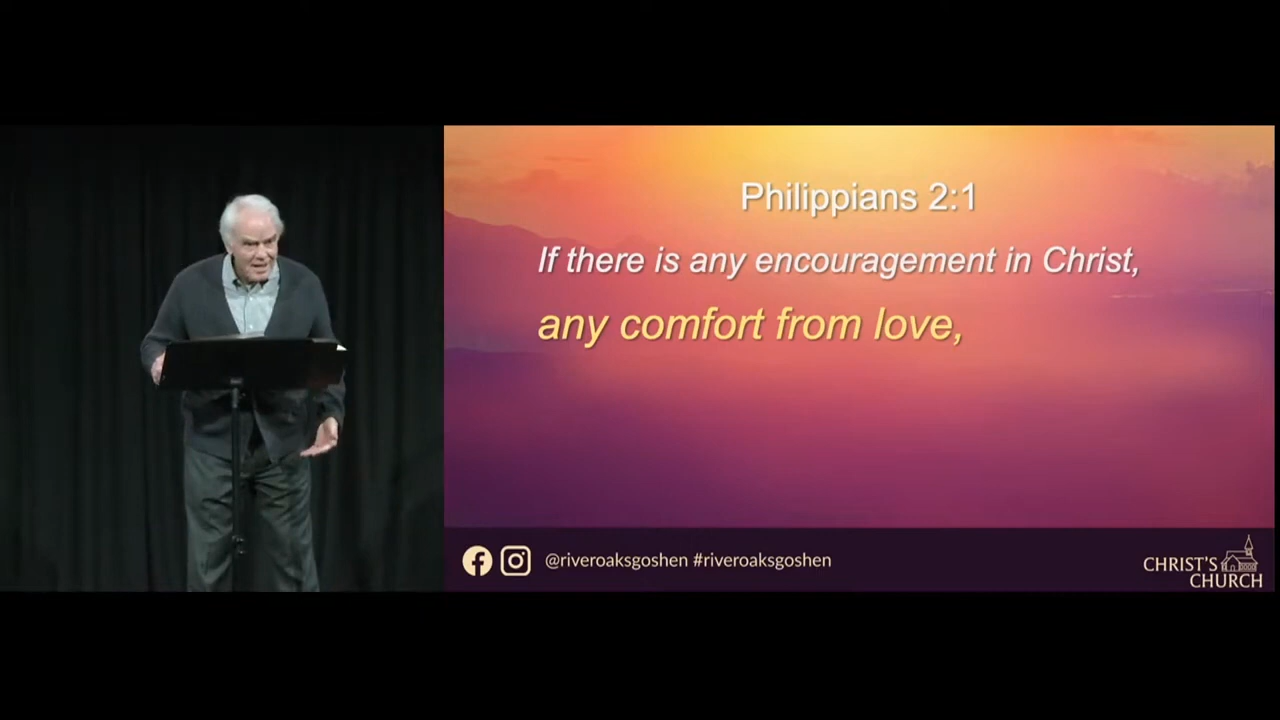 Philippians 2:1
If there is any encouragement in Christ,
any comfort from love,
@riveroaksgoshen #riveroaksgoshen
CHRIST'S
CHURCH